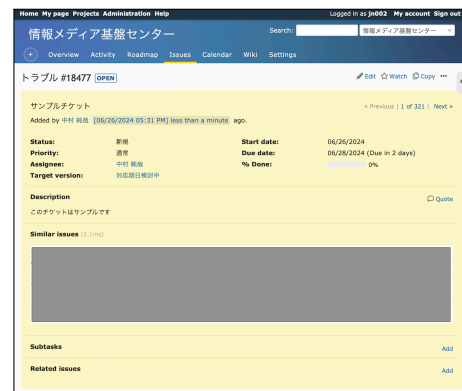 Home My page Projects Administration Help Logged in as jn002 My account Sign out
情報メディア基盤センター Search: 情報メディア基盤センター
+ Overview Activity Roadmap Issues Calendar Wiki Settings
トラブル #18477 OPEN Edit Watch Copy •••
サンプルチケット « Previous | 1 of 321 | Next »
Added by 中村 純哉 [06/26/2024 05:31 PM] less than a minute ago.
Status: 新規 Start date: 06/26/2024
Priority: 通常 Due date: 06/28/2024 (Due in 2 days)
Assignee: 中村 純哉 % Done: 0%
Target version: 対応期日検討中
Description Quote
このチケットはサンプルです
Similar issues (2.1ms)
Subtasks Add
Related issues Add